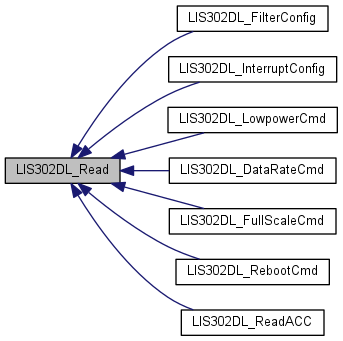 LIS302DL_FilterConfig
LIS302DL_InterruptConfig
LIS302DL_LowpowerCmd
LIS302DL_Read
LIS302DL_DataRateCmd
LIS302DL_FullScaleCmd
LIS302DL_RebootCmd
LIS302DL_ReadACC